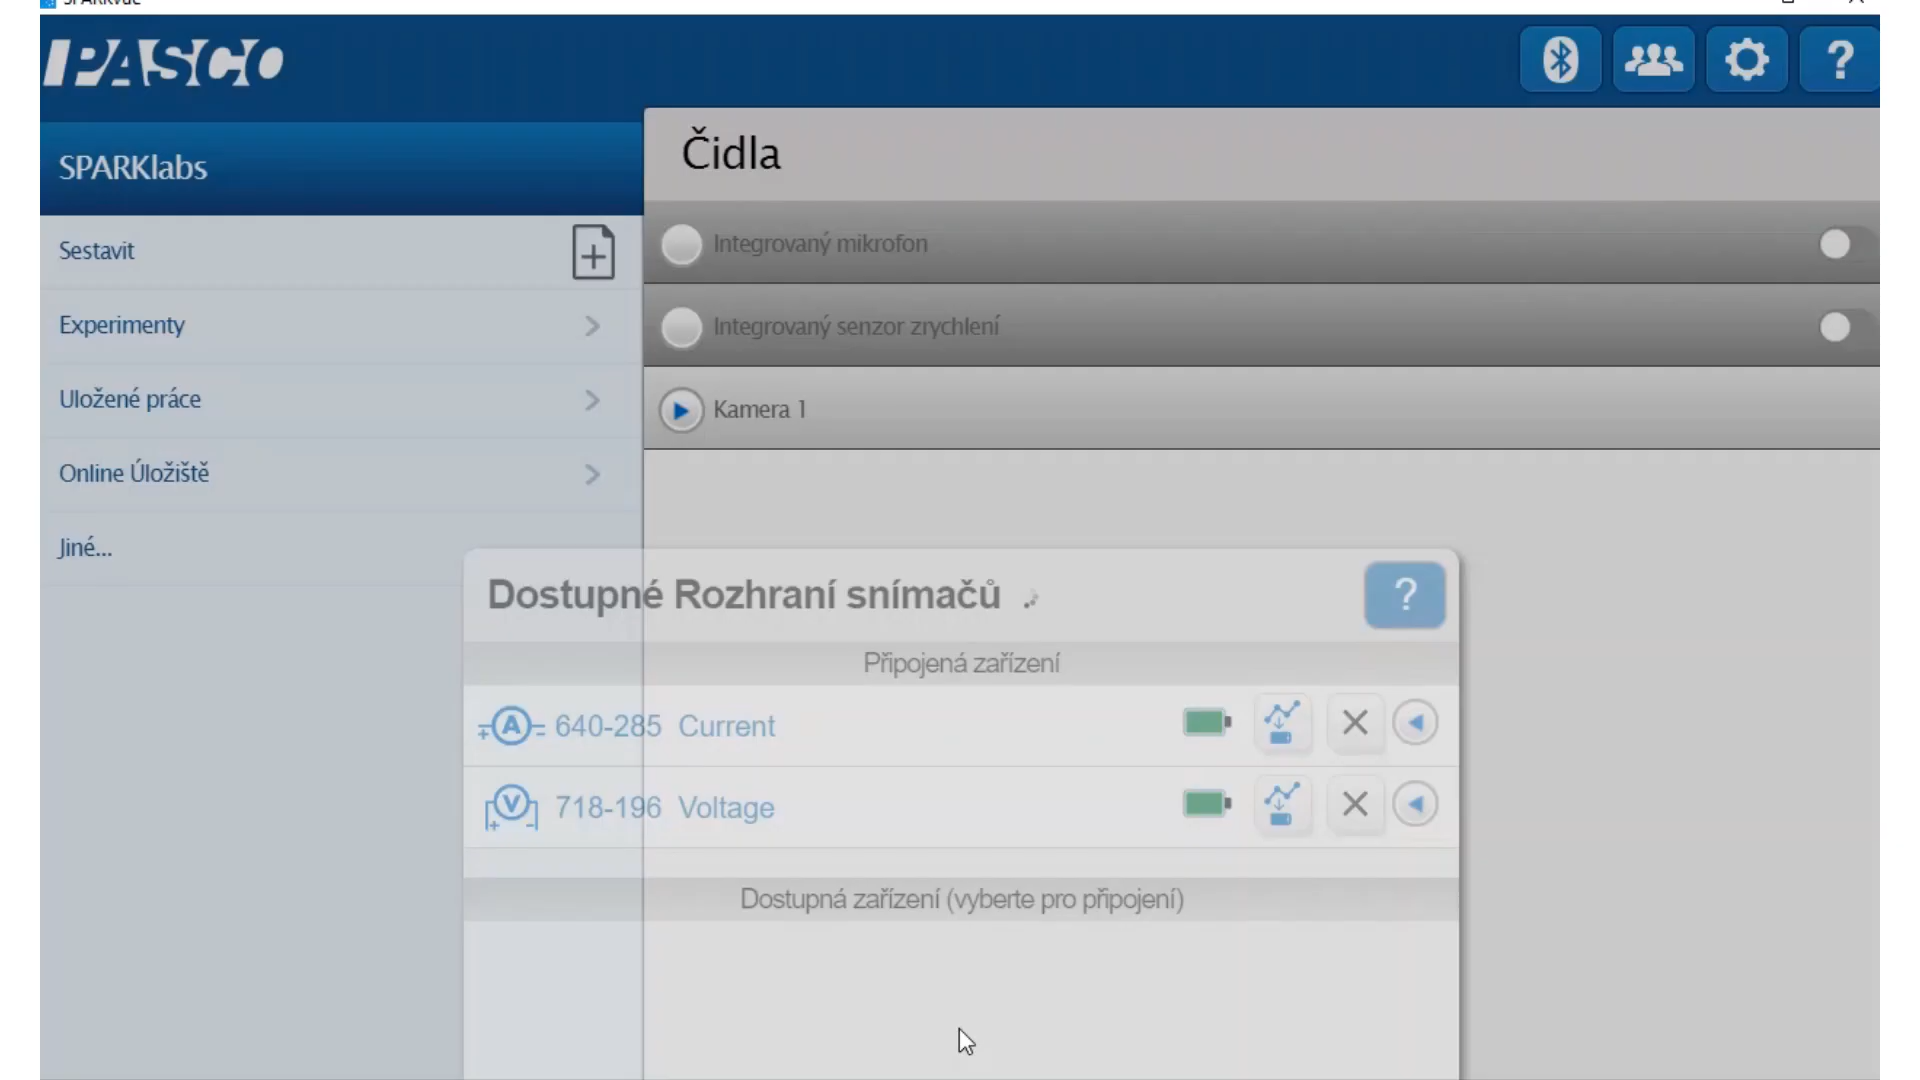 SPARKvue
PASCO
?
SPARKlabs
Čidla
Sestavit
Integrovaný mikrofon
Experimenty
Integrovaný senzor zrychlení
Uložené práce
Kamera 1
Online Úložiště
Jiné...
Dostupné Rozhraní snímačů
?
Připojená zařízení
A 640-285 Current
V 718-196 Voltage
Dostupná zařízení (vyberte pro připojení)